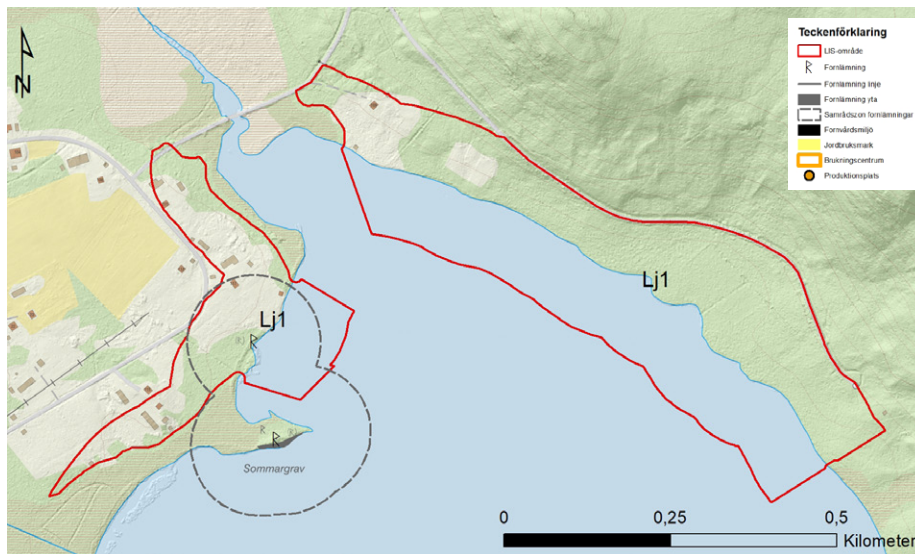 N
Teckenförklaring
LIS-område
R Fornlämning
Fornlämning linje
Fornlämning yta
Samrådszon fornlämningar
Fornvårdsmiljö
Jordbruksmark
Brukningscentrum
Produktionsplats
Lj1
Lj1
(R) R
R R R
Sommargrav
0 0,25 0,5
Kilometer